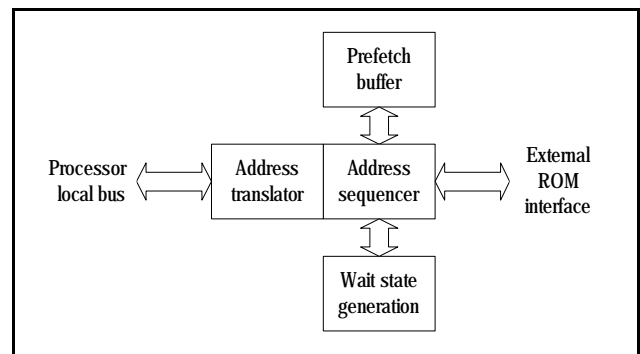 Prefetch
buffer
Processor
local bus
Address
translator
Address
sequencer
External
ROM
interface
Wait state
generation